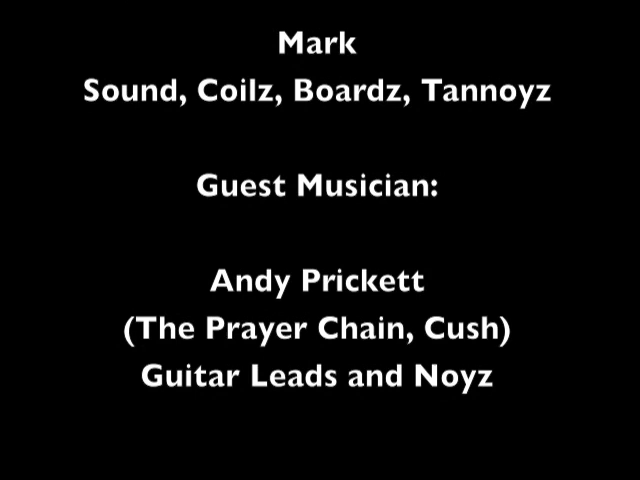 Mark
Sound, Coilz, Boardz, Tannoyz
Guest Musician:
Andy Prickett
(The Prayer Chain, Cush)
Guitar Leads and Noyz